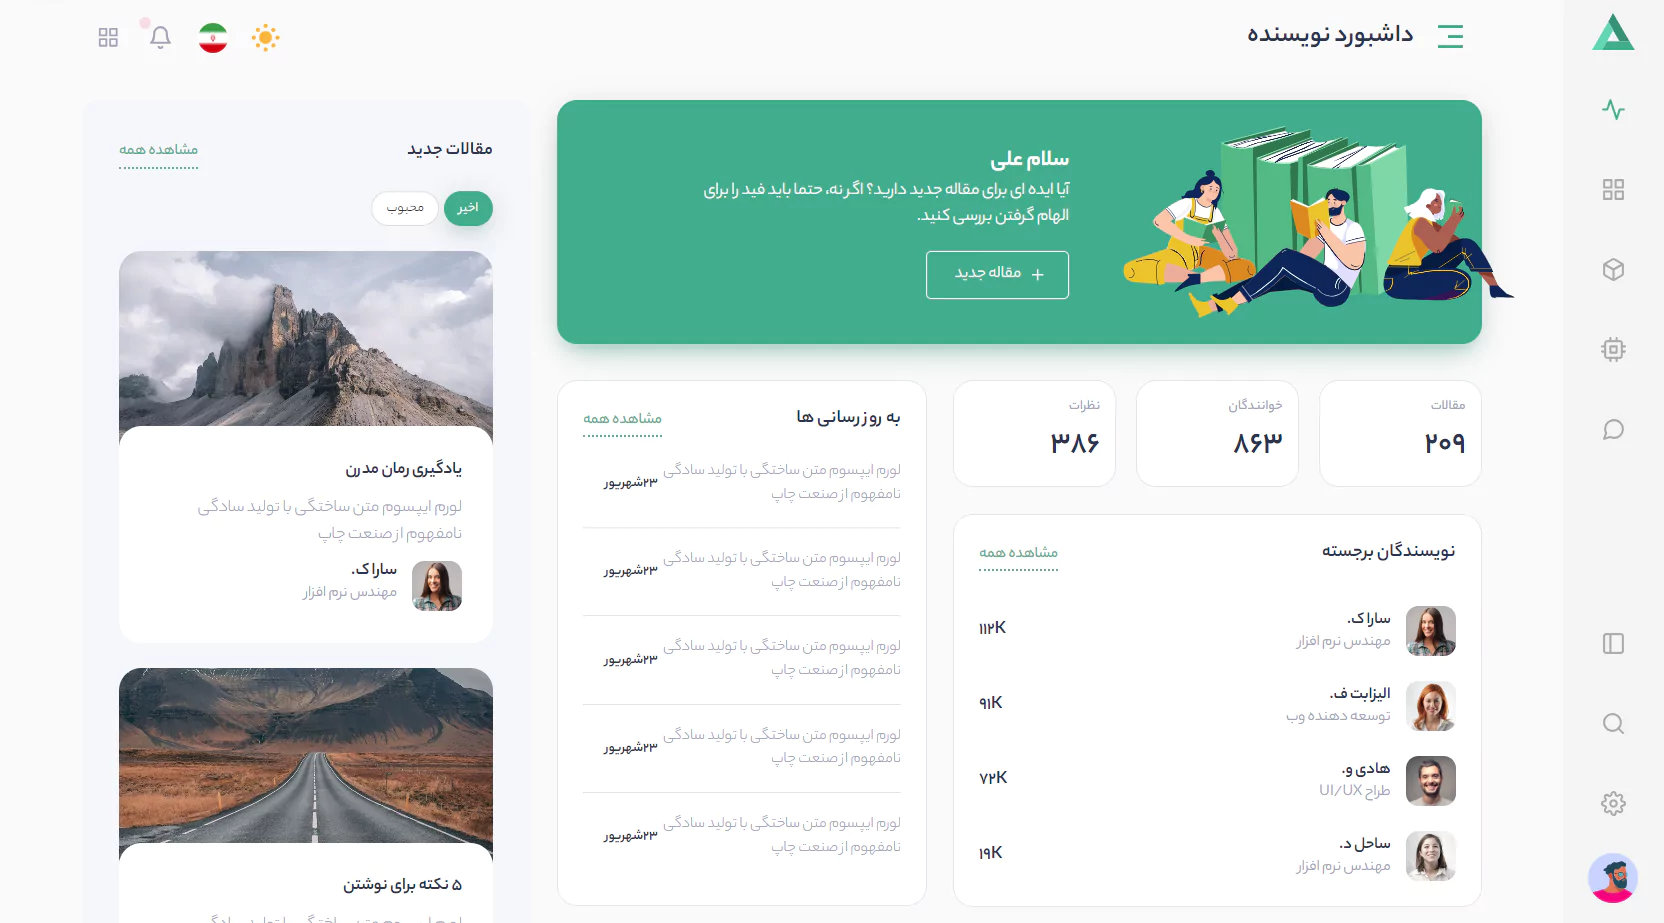 داشبورد نویسنده
سلام علی
آیا ایده ای برای مقاله جدید دارید؟ اگر نه، حتما باید فید را برای
الهام گرفتن بررسی کنید.
+ مقاله جدید
مقالات
۲۰۹
خوانندگان
۸۶۳
نظرات
۳۸۶
نویسندگان برجسته
مشاهده همه
سارا ک.
مهندس نرم افزار
۱۱۲K
الیزابت ف.
توسعه دهنده وب
۹۱K
هادی و.
طراح UI/UX
۷۲K
ساحل د.
مهندس نرم افزار
۱۹K
به روز رسانی ها
مشاهده همه
لورم ایپسوم متن ساختگی با تولید سادگی
نامفهوم از صنعت چاپ
۲۳شهریور
لورم ایپسوم متن ساختگی با تولید سادگی
نامفهوم از صنعت چاپ
۲۳شهریور
لورم ایپسوم متن ساختگی با تولید سادگی
نامفهوم از صنعت چاپ
۲۳شهریور
لورم ایپسوم متن ساختگی با تولید سادگی
نامفهوم از صنعت چاپ
۲۳شهریور
لورم ایپسوم متن ساختگی با تولید سادگی
نامفهوم از صنعت چاپ
۲۳شهریور
مقالات جدید
مشاهده همه
اخیر
محبوب
یادگیری رمان مدرن
لورم ایپسوم متن ساختگی با تولید سادگی
نامفهوم از صنعت چاپ
سارا ک.
مهندس نرم افزار
۵ نکته برای نوشتن